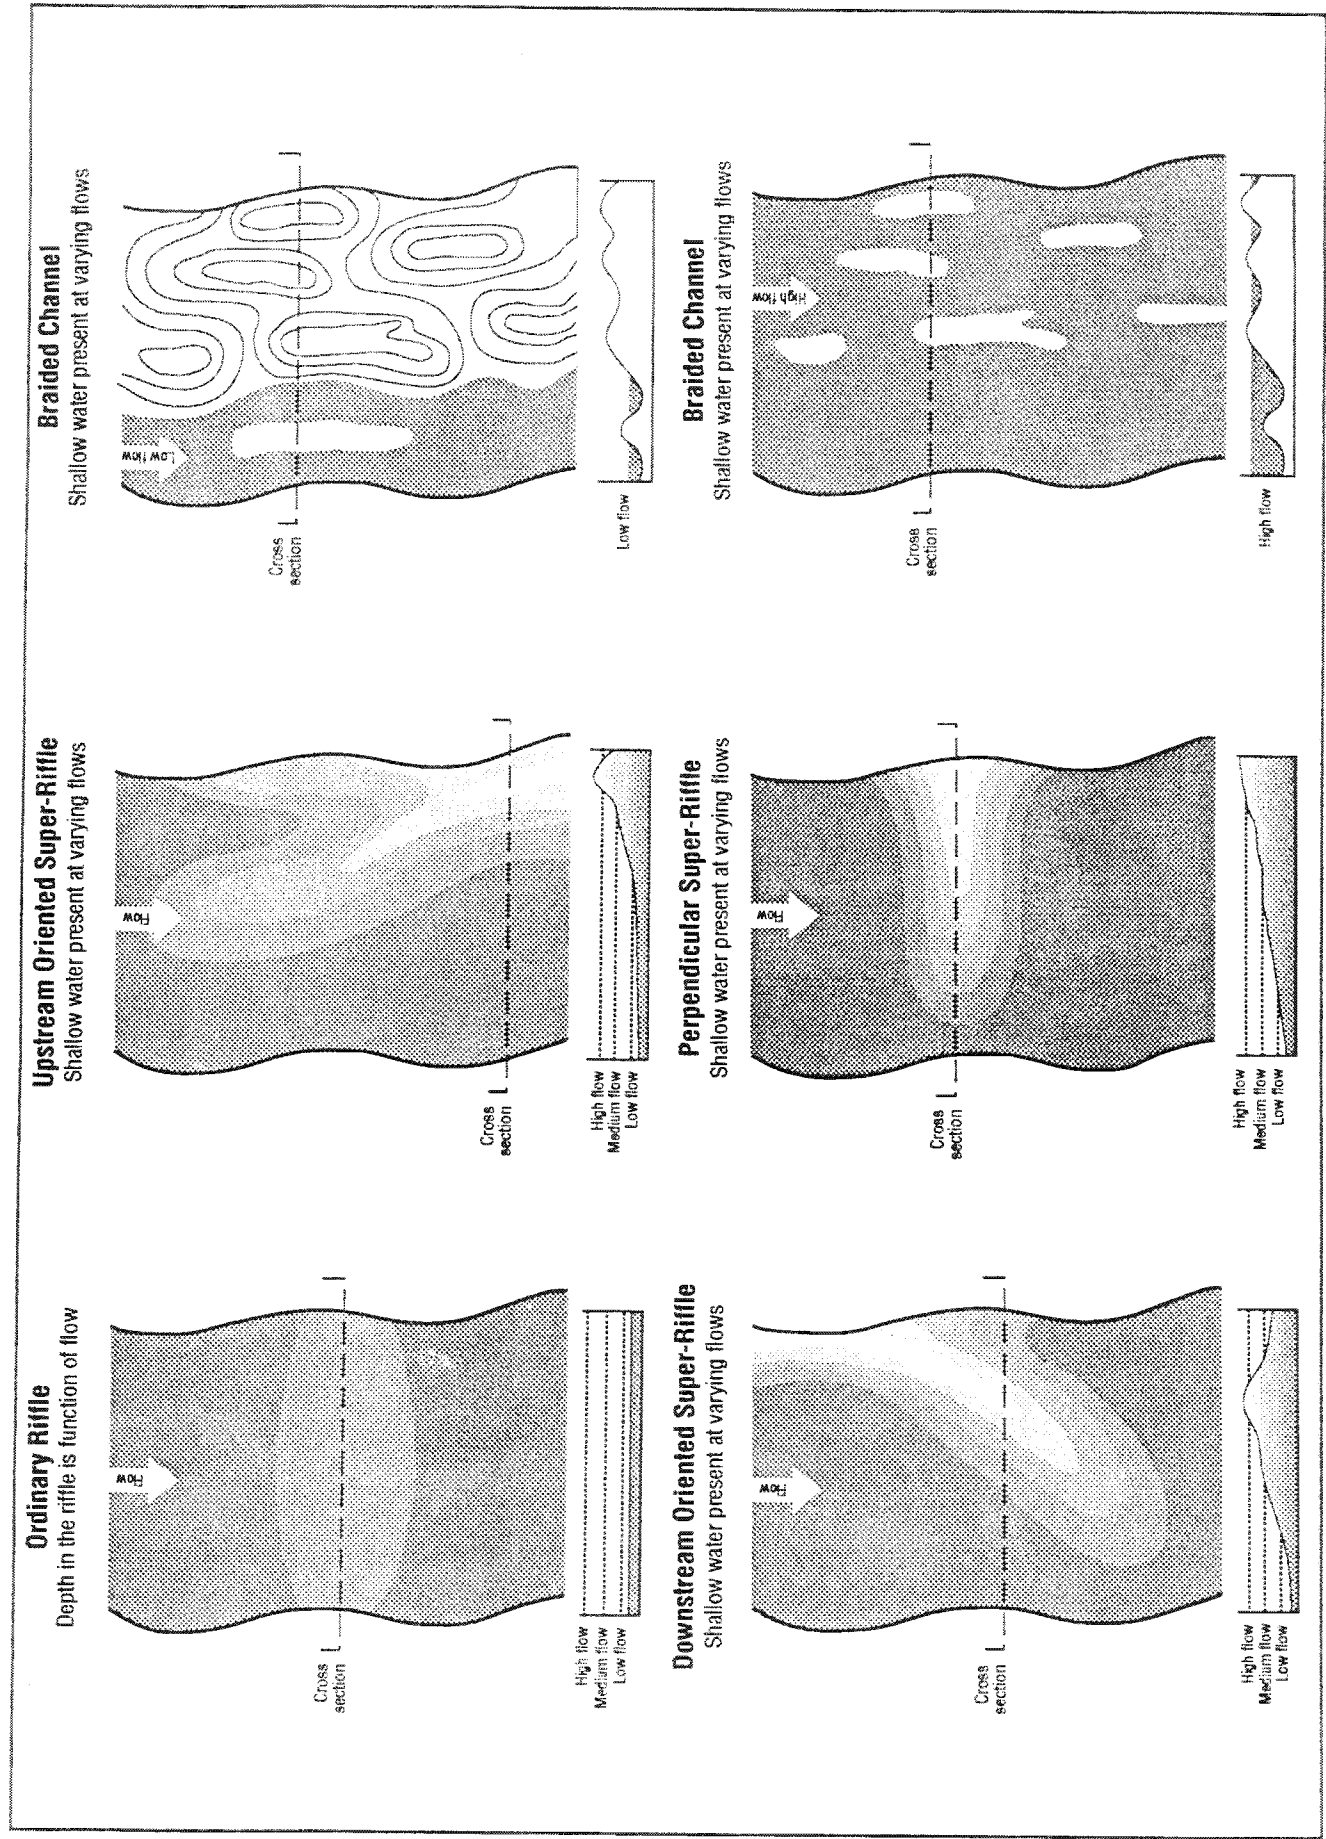 Ordinary Riffle
Depth in the riffle is function of flow
Flow
Cross
section
High flow
Medium flow
Low flow
Upstream Oriented Super-Riffle
Shallow water present at varying flows
Flow
Cross
section
High flow
Medium flow
Low flow
Braided Channel
Shallow water present at varying flows
Low flow
Cross
section
Low flow
Downstream Oriented Super-Riffle
Shallow water present at varying flows
Flow
Cross
section
High flow
Medium flow
Low flow
Perpendicular Super-Riffle
Shallow water present at varying flows
Flow
Cross
section
High flow
Medium flow
Low flow
Braided Channel
Shallow water present at varying flows
High flow
Cross
section
High flow